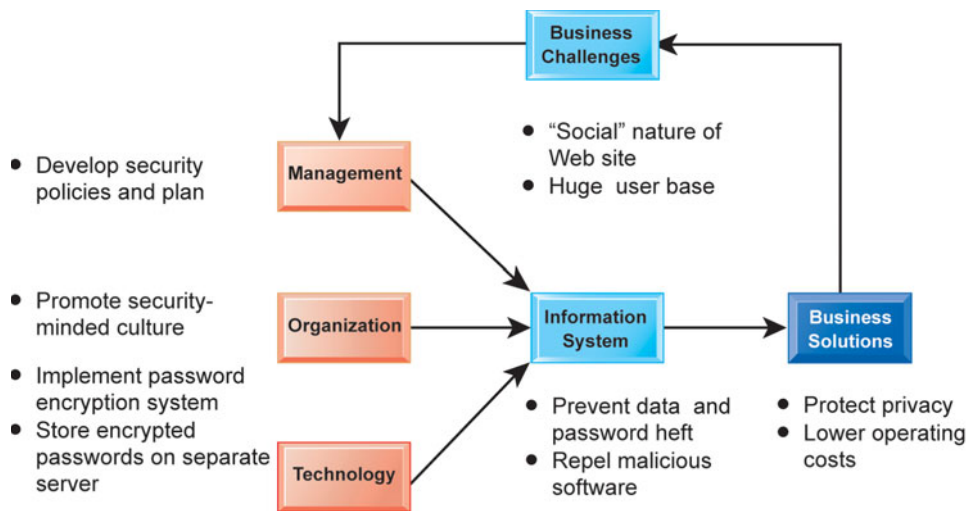 Business
Challenges
• “Social” nature of
Web site
• Huge user base
• Develop security
policies and plan
Management
• Promote security-
minded culture
Organization
Information
System
Business
Solutions
• Implement password
encryption system
• Store encrypted
passwords on separate
server
Technology
• Prevent data and
password heft
• Repel malicious
software
• Protect privacy
• Lower operating
costs